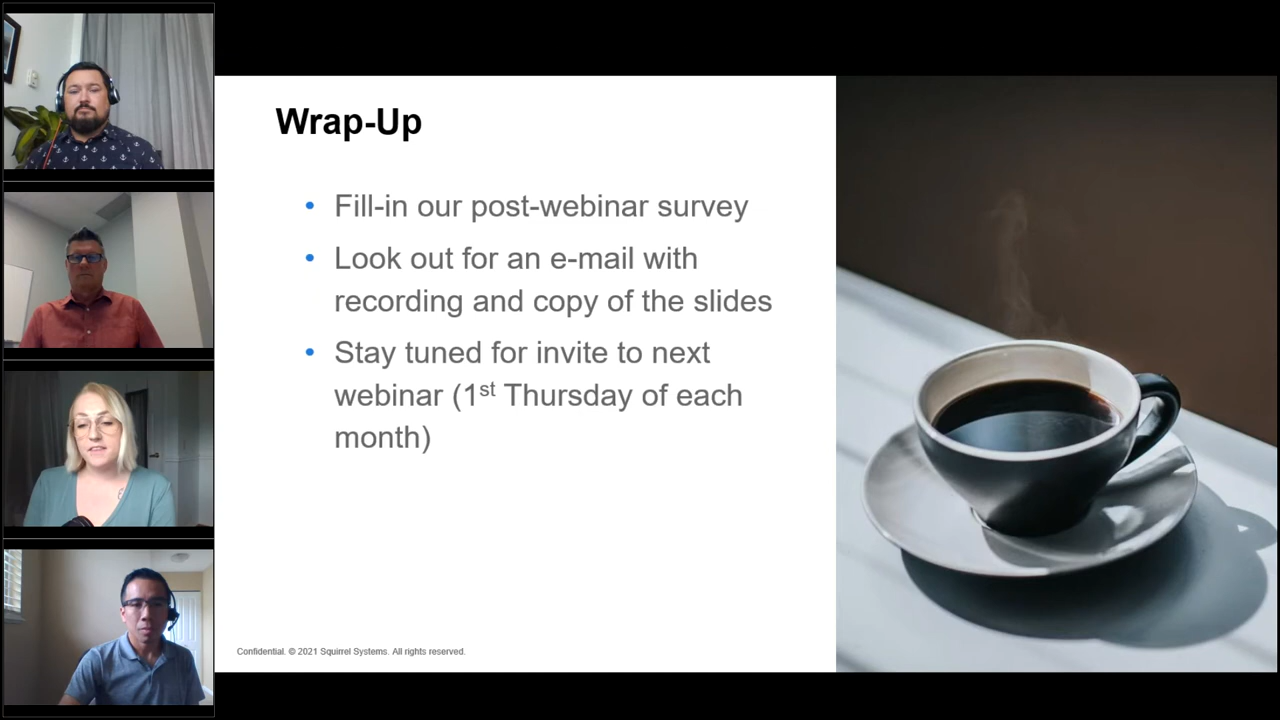 Wrap-Up
• Fill-in our post-webinar survey
• Look out for an e-mail with
recording and copy of the slides
• Stay tuned for invite to next
webinar (1st Thursday of each
month)
Confidential. © 2021 Squirrel Systems. All rights reserved.